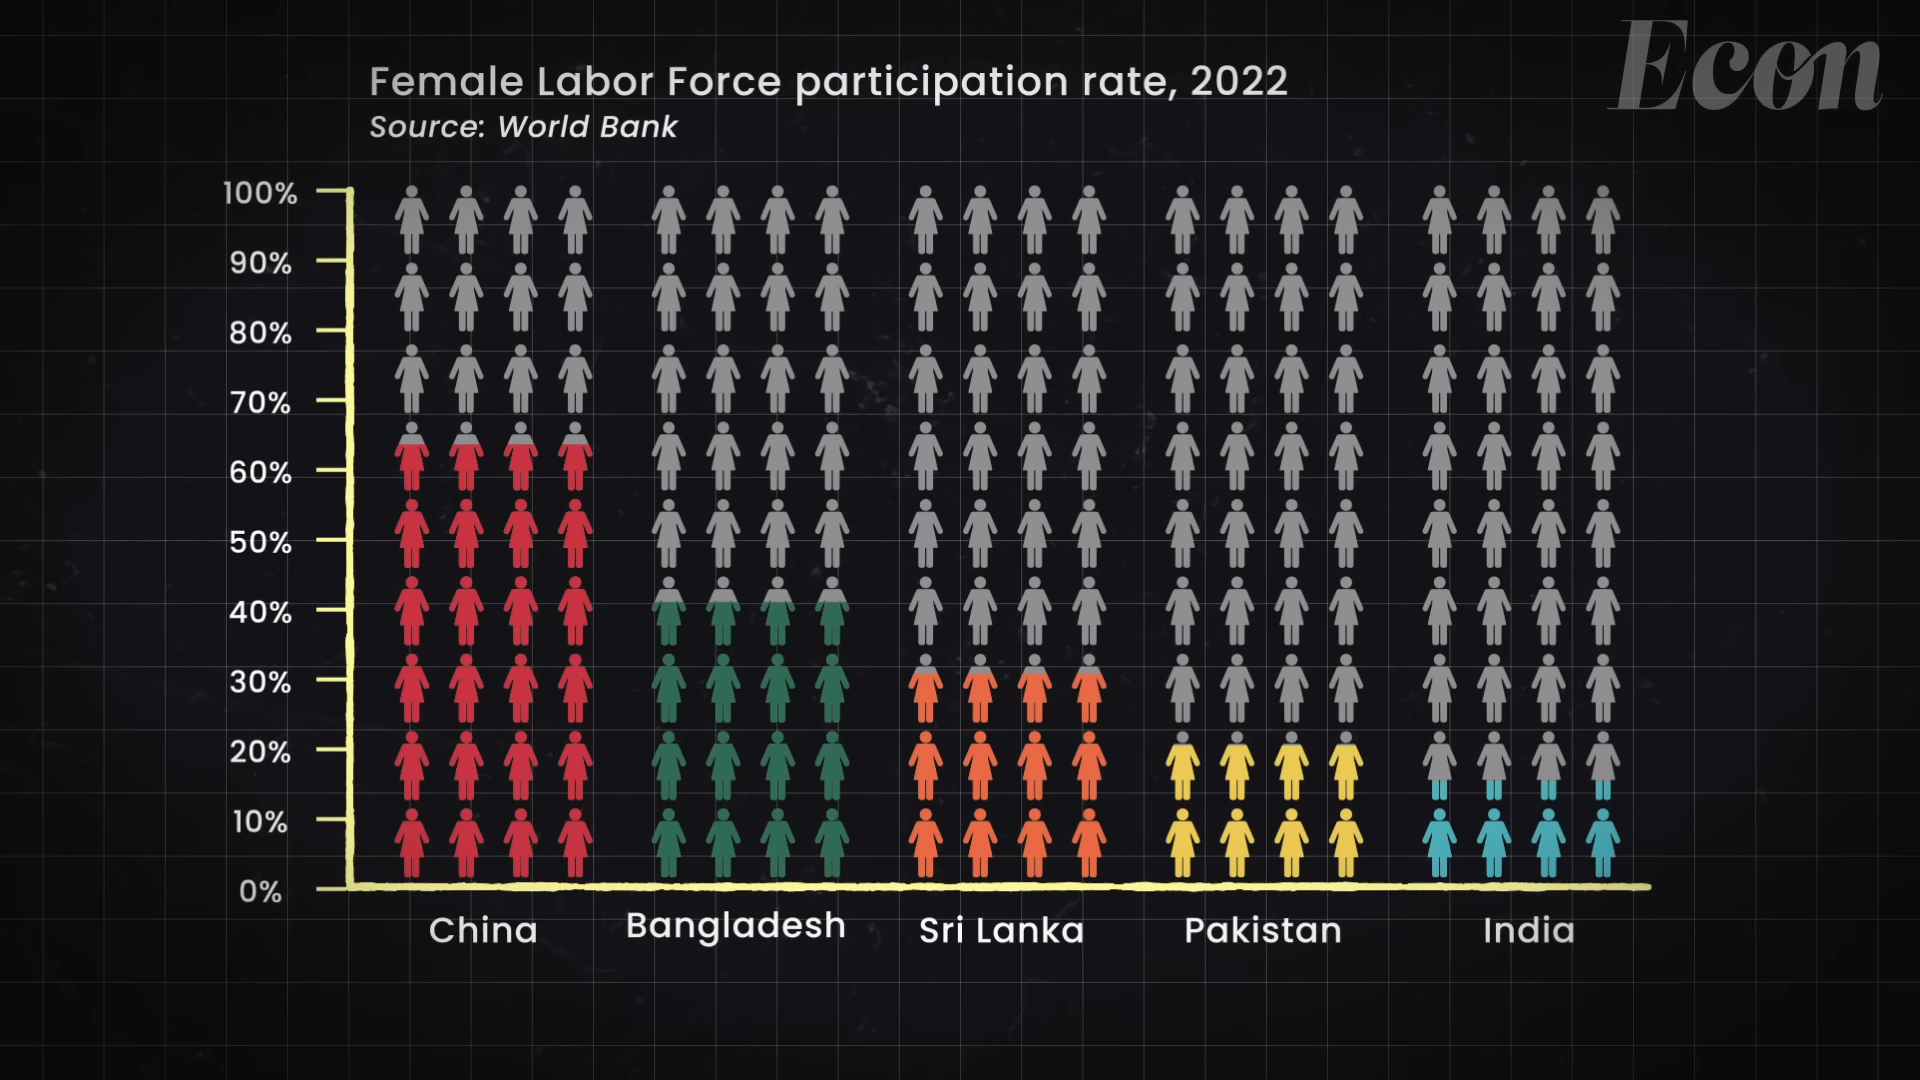 Econ
Female Labor Force participation rate, 2022
Source: World Bank
100%
90%
80%
70%
60%
50%
40%
30%
20%
10%
0%
China
Bangladesh
Sri Lanka
Pakistan
India